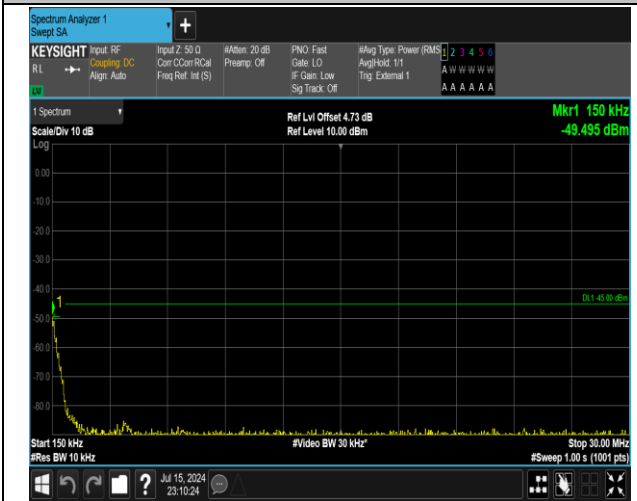 Spectrum Analyzer 1
Swept SA
+
KEYSIGHT
RL
Input: RF
Coupling: DC
Align: Auto
Input Z: 50 Ω
Corr CCorr RCal
Freq Ref: Int (S)
#Atten: 20 dB
Preamp: Off
PNO: Fast
Gate: LO
IF Gain: Low
Sig Track: Off
#Avg Type: Power (RMS
Avg|Hold: 1/1
Trig: External 1
1 2 3 4 5 6
A W W W W W
A A A A A A
1 Spectrum
Scale/Div 10 dB
Ref Lvl Offset 4.73 dB
Ref Level 10.00 dBm
Mkr1 150 kHz
-49.495 dBm
Log
0.00
-10.0
-20.0
-30.0
-40.0
1
DL1 -45.00 dBm
-50.0
-60.0
-70.0
-80.0
Start 150 kHz
#Video BW 30 kHz*
Stop 30.00 MHz
#Res BW 10 kHz
#Sweep 1.00 s (1001 pts)
?
Jul 15, 2024
23:10:24